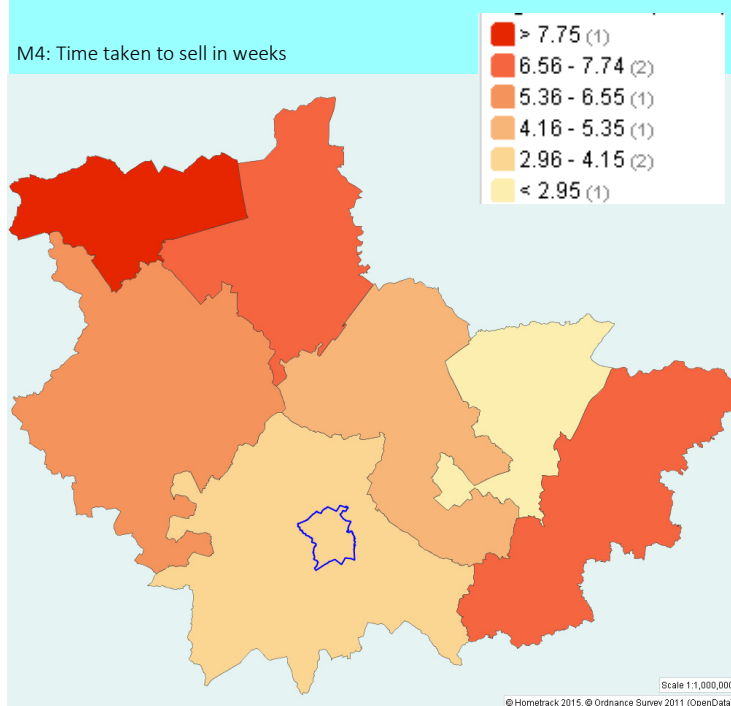 M4: Time taken to sell in weeks
> 7.75 (1)
6.56 - 7.74 (2)
5.36 - 6.55 (1)
4.16 - 5.35 (1)
2.96 - 4.15 (2)
< 2.95 (1)
Scale 1:1,000,000
© Hometrack 2015, © Ordnance Survey 2011 (OpenData